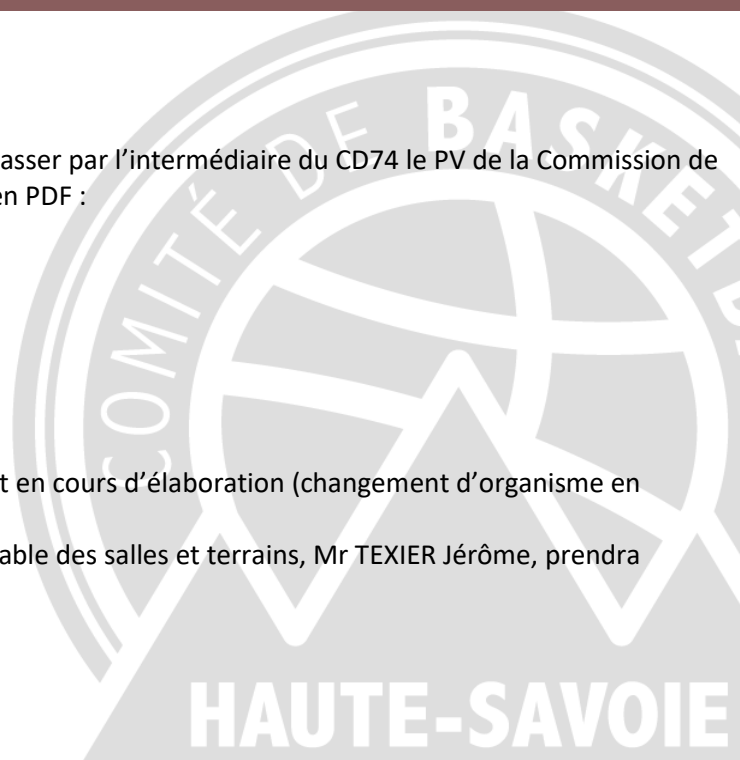 asser par l’intermédiaire du CD74 le PV de la Commission de
en PDF :
t en cours d’élaboration (changement d’organisme en
able des salles et terrains, Mr TEXIER Jérôme, prendra
COMITÉ DE BASKETB
HAUTE-SAVOIE